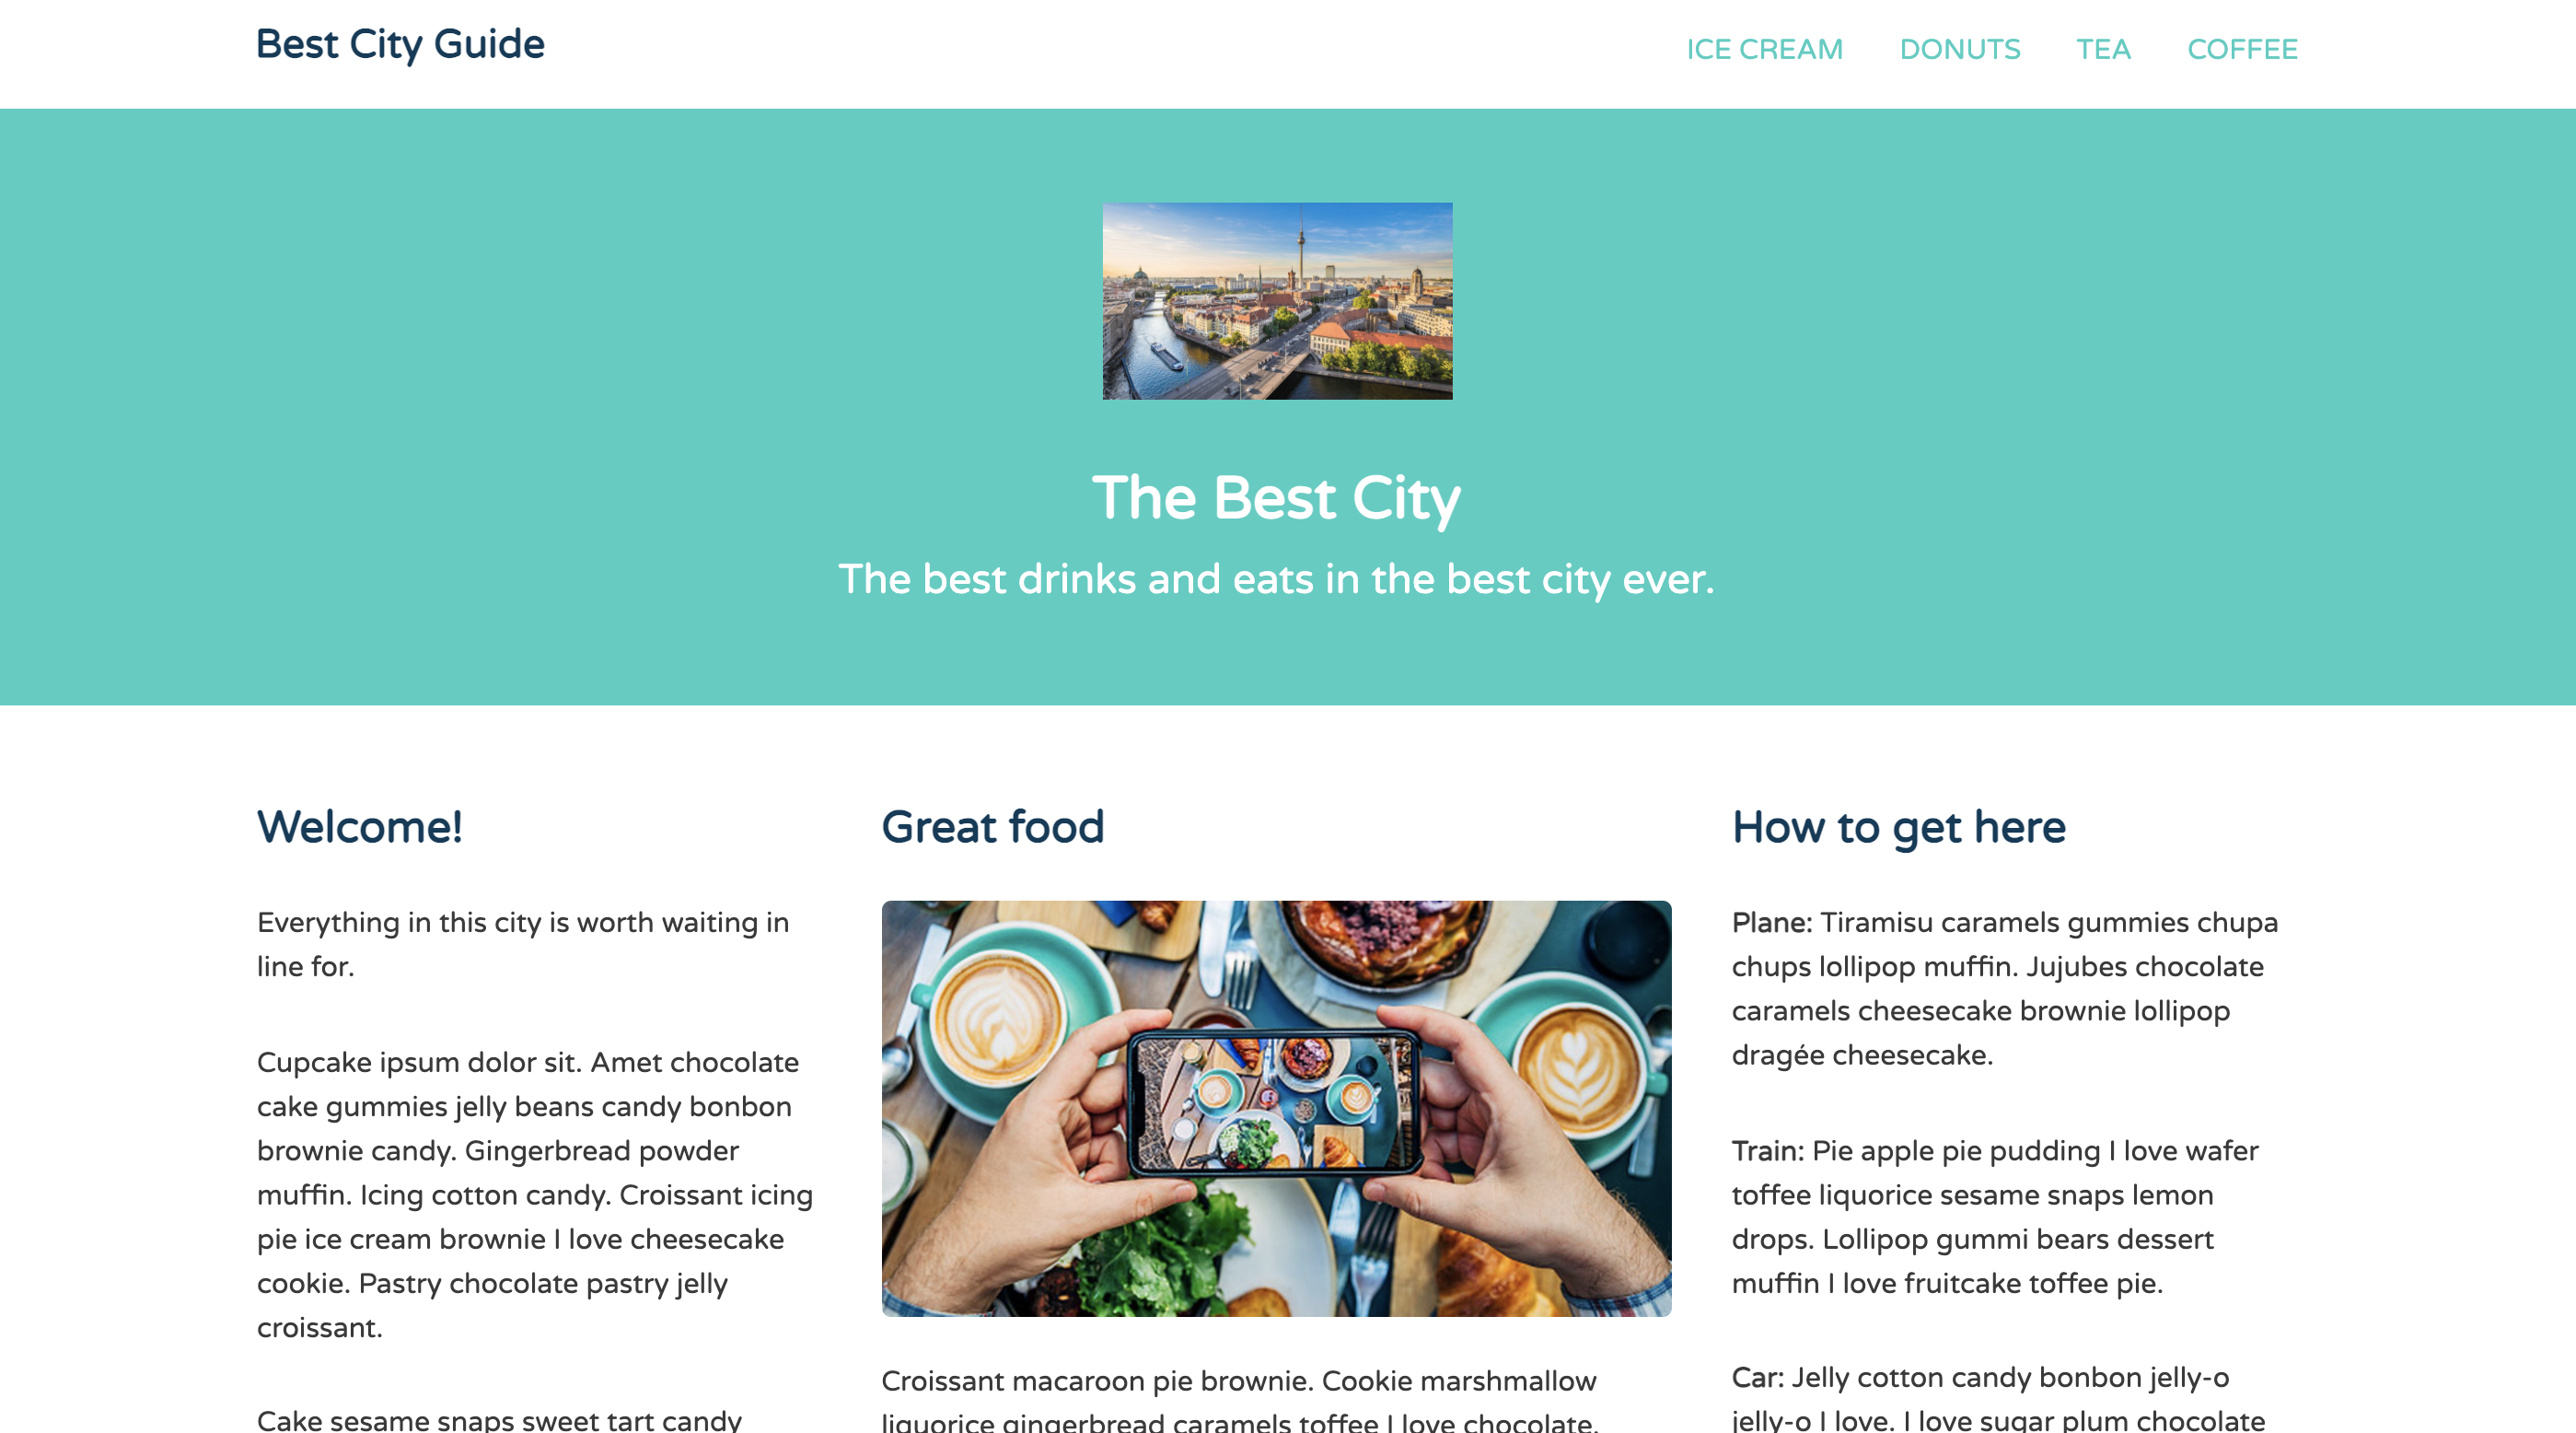 Best City Guide
ICE CREAM DONUTS TEA COFFEE
The Best City
The best drinks and eats in the best city ever.
Welcome!
Everything in this city is worth waiting in
line for.
Cupcake ipsum dolor sit. Amet chocolate
cake gummies jelly beans candy bonbon
brownie candy. Gingerbread powder
muffin. Icing cotton candy. Croissant icing
pie ice cream brownie I love cheesecake
cookie. Pastry chocolate pastry jelly
croissant.
Cake sesame snaps sweet tart candy
Great food
Croissant macaroon pie brownie. Cookie marshmallow
liquorice gingerbread caramels toffee I love chocolate.
How to get here
Plane: Tiramisu caramels gummies chupa
chups lollipop muffin. Jujubes chocolate
caramels cheesecake brownie lollipop
dragée cheesecake.
Train: Pie apple pie pudding I love wafer
toffee liquorice sesame snaps lemon
drops. Lollipop gummi bears dessert
muffin I love fruitcake toffee pie.
Car: Jelly cotton candy bonbon jelly-o
jelly-o I love. I love sugar plum chocolate